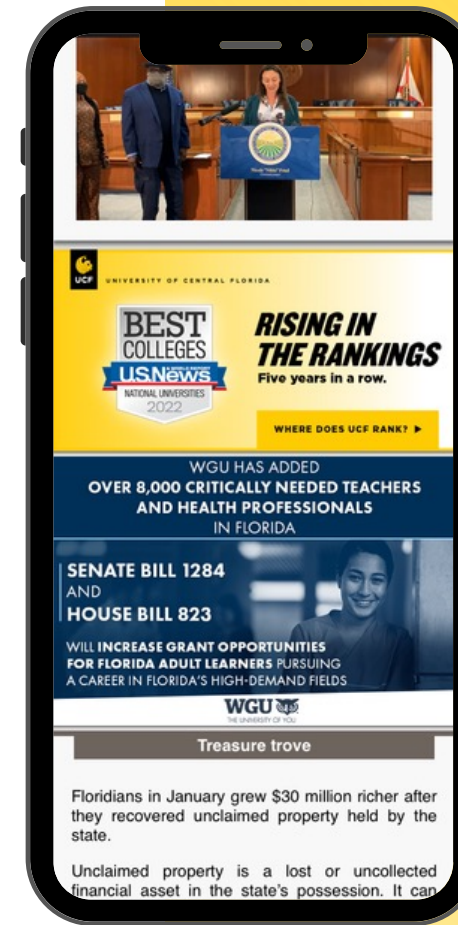 UCF
UNIVERSITY OF CENTRAL FLORIDA
BEST
COLLEGES
U.S.News
& WORLD REPORT
NATIONAL UNIVERSITIES
2022
RISING IN
THE RANKINGS
Five years in a row.
WHERE DOES UCF RANK? ▶
WGU HAS ADDED
OVER 8,000 CRITICALLY NEEDED TEACHERS
AND HEALTH PROFESSIONALS
IN FLORIDA
SENATE BILL 1284
AND
HOUSE BILL 823
WILL INCREASE GRANT OPPORTUNITIES
FOR FLORIDA ADULT LEARNERS PURSUING
A CAREER IN FLORIDA'S HIGH-DEMAND FIELDS
WGU
THE UNIVERSITY OF YOU
Treasure trove
Floridians in January grew $30 million richer after
they recovered unclaimed property held by the
state.
Unclaimed property is a lost or uncollected
financial asset in the state's possession. It can